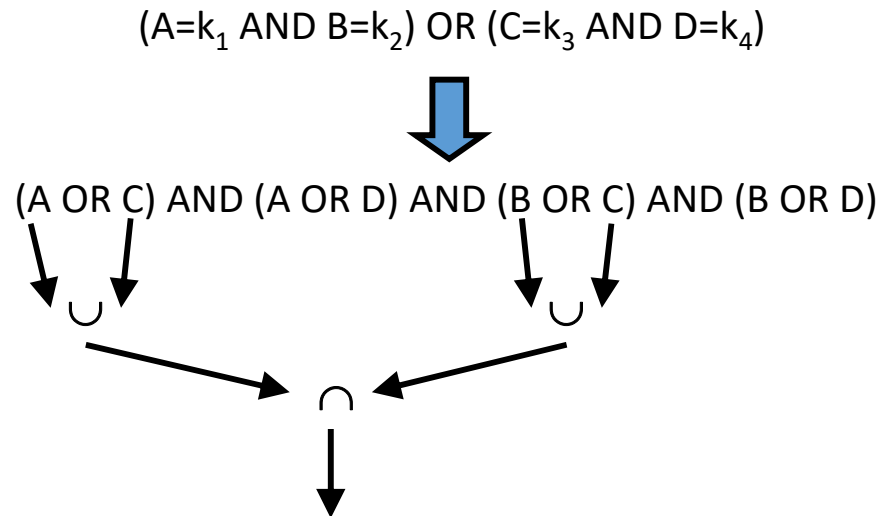 (A=k₁ AND B=k₂) OR (C=k₃ AND D=k₄)
(A OR C) AND (A OR D) AND (B OR C) AND (B OR D)
∪ ∪
∩